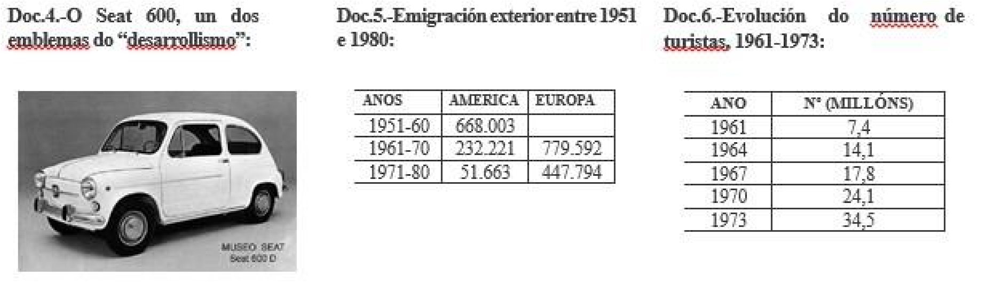 Doc.4.-O Seat 600, un dos
emblemas do “desarrollismo”:
MUSEO SEAT
Seat 600 D
Doc.5.-Emigración exterior entre 1951
e 1980:
ANOS AMERICA EUROPA
1951-60 668.003
1961-70 232.221 779.592
1971-80 51.663 447.794
Doc.6.-Evolución do número de
turistas, 1961-1973:
ANO Nº (MILLÓNS)
1961 7,4
1964 14,1
1967 17,8
1970 24,1
1973 34,5